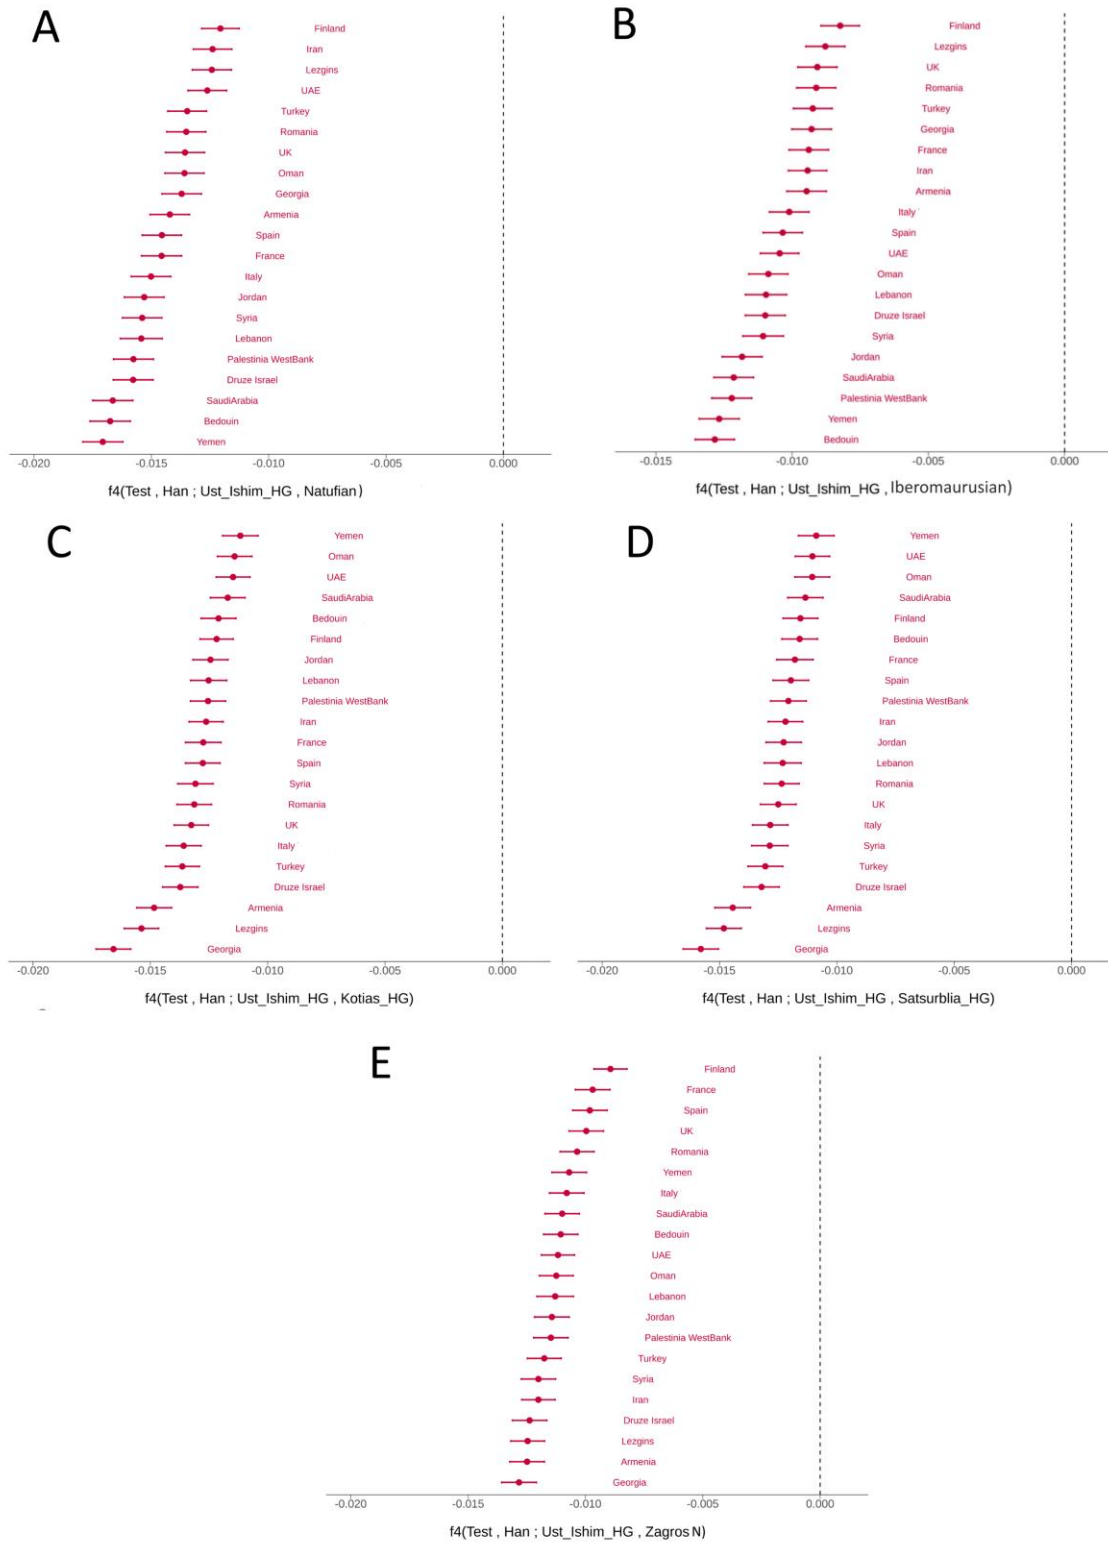 A
Finland
Iran
Lezgins
UAE
Turkey
Romania
UK
Oman
Georgia
Armenia
Spain
France
Italy
Jordan
Syria
Lebanon
Palestinia WestBank
Druze Israel
SaudiArabia
Bedouin
Yemen
-0.020 -0.015 -0.010 -0.005 0.000
f4(Test , Han ; Ust_Ishim_HG , Natufian)
B
Finland
Lezgins
UK
Romania
Turkey
Georgia
France
Iran
Armenia
Italy
Spain
UAE
Oman
Lebanon
Druze Israel
Syria
Jordan
SaudiArabia
Palestinia WestBank
Yemen
Bedouin
-0.015 -0.010 -0.005 0.000
f4(Test , Han ; Ust_Ishim_HG , Iberomaurusian)
C
Yemen
Oman
UAE
SaudiArabia
Bedouin
Finland
Jordan
Lebanon
Palestinia WestBank
Iran
France
Spain
Syria
Romania
UK
Italy
Turkey
Druze Israel
Armenia
Lezgins
Georgia
-0.020 -0.015 -0.010 -0.005 0.000
f4(Test , Han ; Ust_Ishim_HG , Kotias_HG)
D
Yemen
UAE
Oman
SaudiArabia
Finland
Bedouin
France
Spain
Palestinia WestBank
Iran
Jordan
Lebanon
Romania
UK
Italy
Syria
Turkey
Druze Israel
Armenia
Lezgins
Georgia
-0.020 -0.015 -0.010 -0.005 0.000
f4(Test , Han ; Ust_Ishim_HG , Satsurblia_HG)
E
Finland
France
Spain
UK
Romania
Yemen
Italy
SaudiArabia
Bedouin
UAE
Oman
Lebanon
Jordan
Palestinia WestBank
Turkey
Syria
Iran
Druze Israel
Lezgins
Armenia
Georgia
-0.020 -0.015 -0.010 -0.005 0.000
f4(Test , Han ; Ust_Ishim_HG , Zagros N)